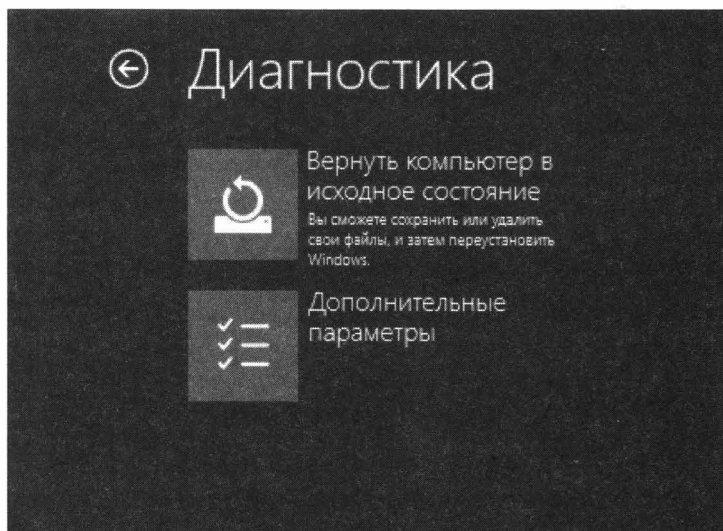 Диагностика
Вернуть компьютер в
исходное состояние
Вы сможете сохранить или удалить
свои файлы, и затем переустановить
Windows.
Дополнительные
параметры